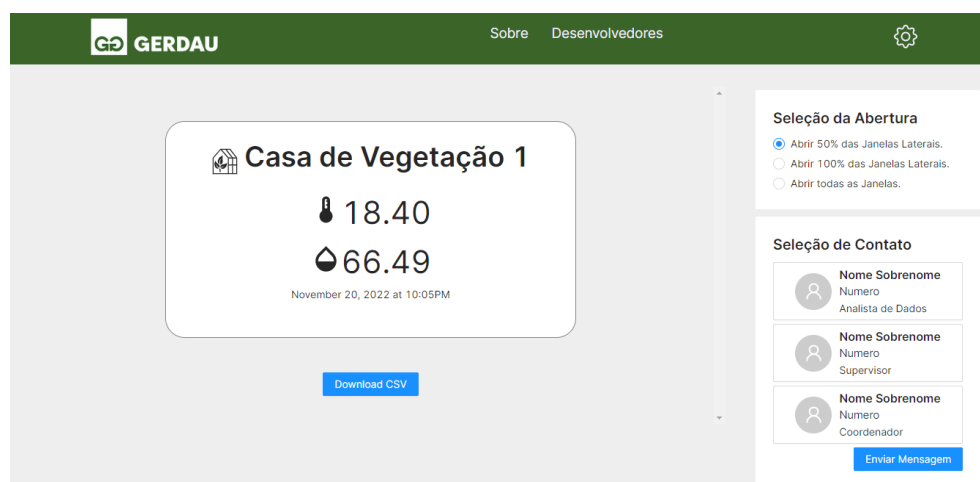 GG GERDAU
Sobre Desenvolvedores
Casa de Vegetação 1
18.40
66.49
November 20, 2022 at 10:05PM
Download CSV
Seleção da Abertura
Abrir 50% das Janelas Laterais.
Abrir 100% das Janelas Laterais.
Abrir todas as Janelas.
Seleção de Contato
Nome Sobrenome
Numero
Analista de Dados
Nome Sobrenome
Numero
Supervisor
Nome Sobrenome
Numero
Coordenador
Enviar Mensagem